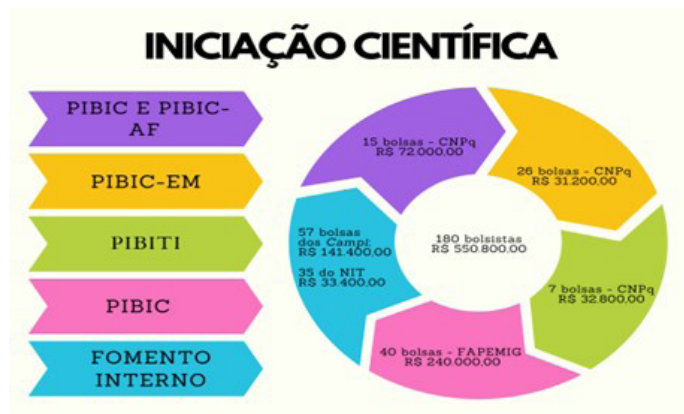 INICIAÇÃO CIENTÍFICA
PIBIC E PIBIC-
AF
PIBIC-EM
PIBITI
PIBIC
FOMENTO
INTERNO
15 bolsas - CNPq
R$ 72.000,00
26 bolsas - CNPq
R$ 31.200,00
7 bolsas - CNPq
R$ 32.800,00
40 bolsas - FAPEMIG
R$ 240.000,00
57 bolsas
dos Campi:
R$ 141.400,00
35 do NIT
R$ 33.400,00
180 bolsistas
R$ 550.800,00